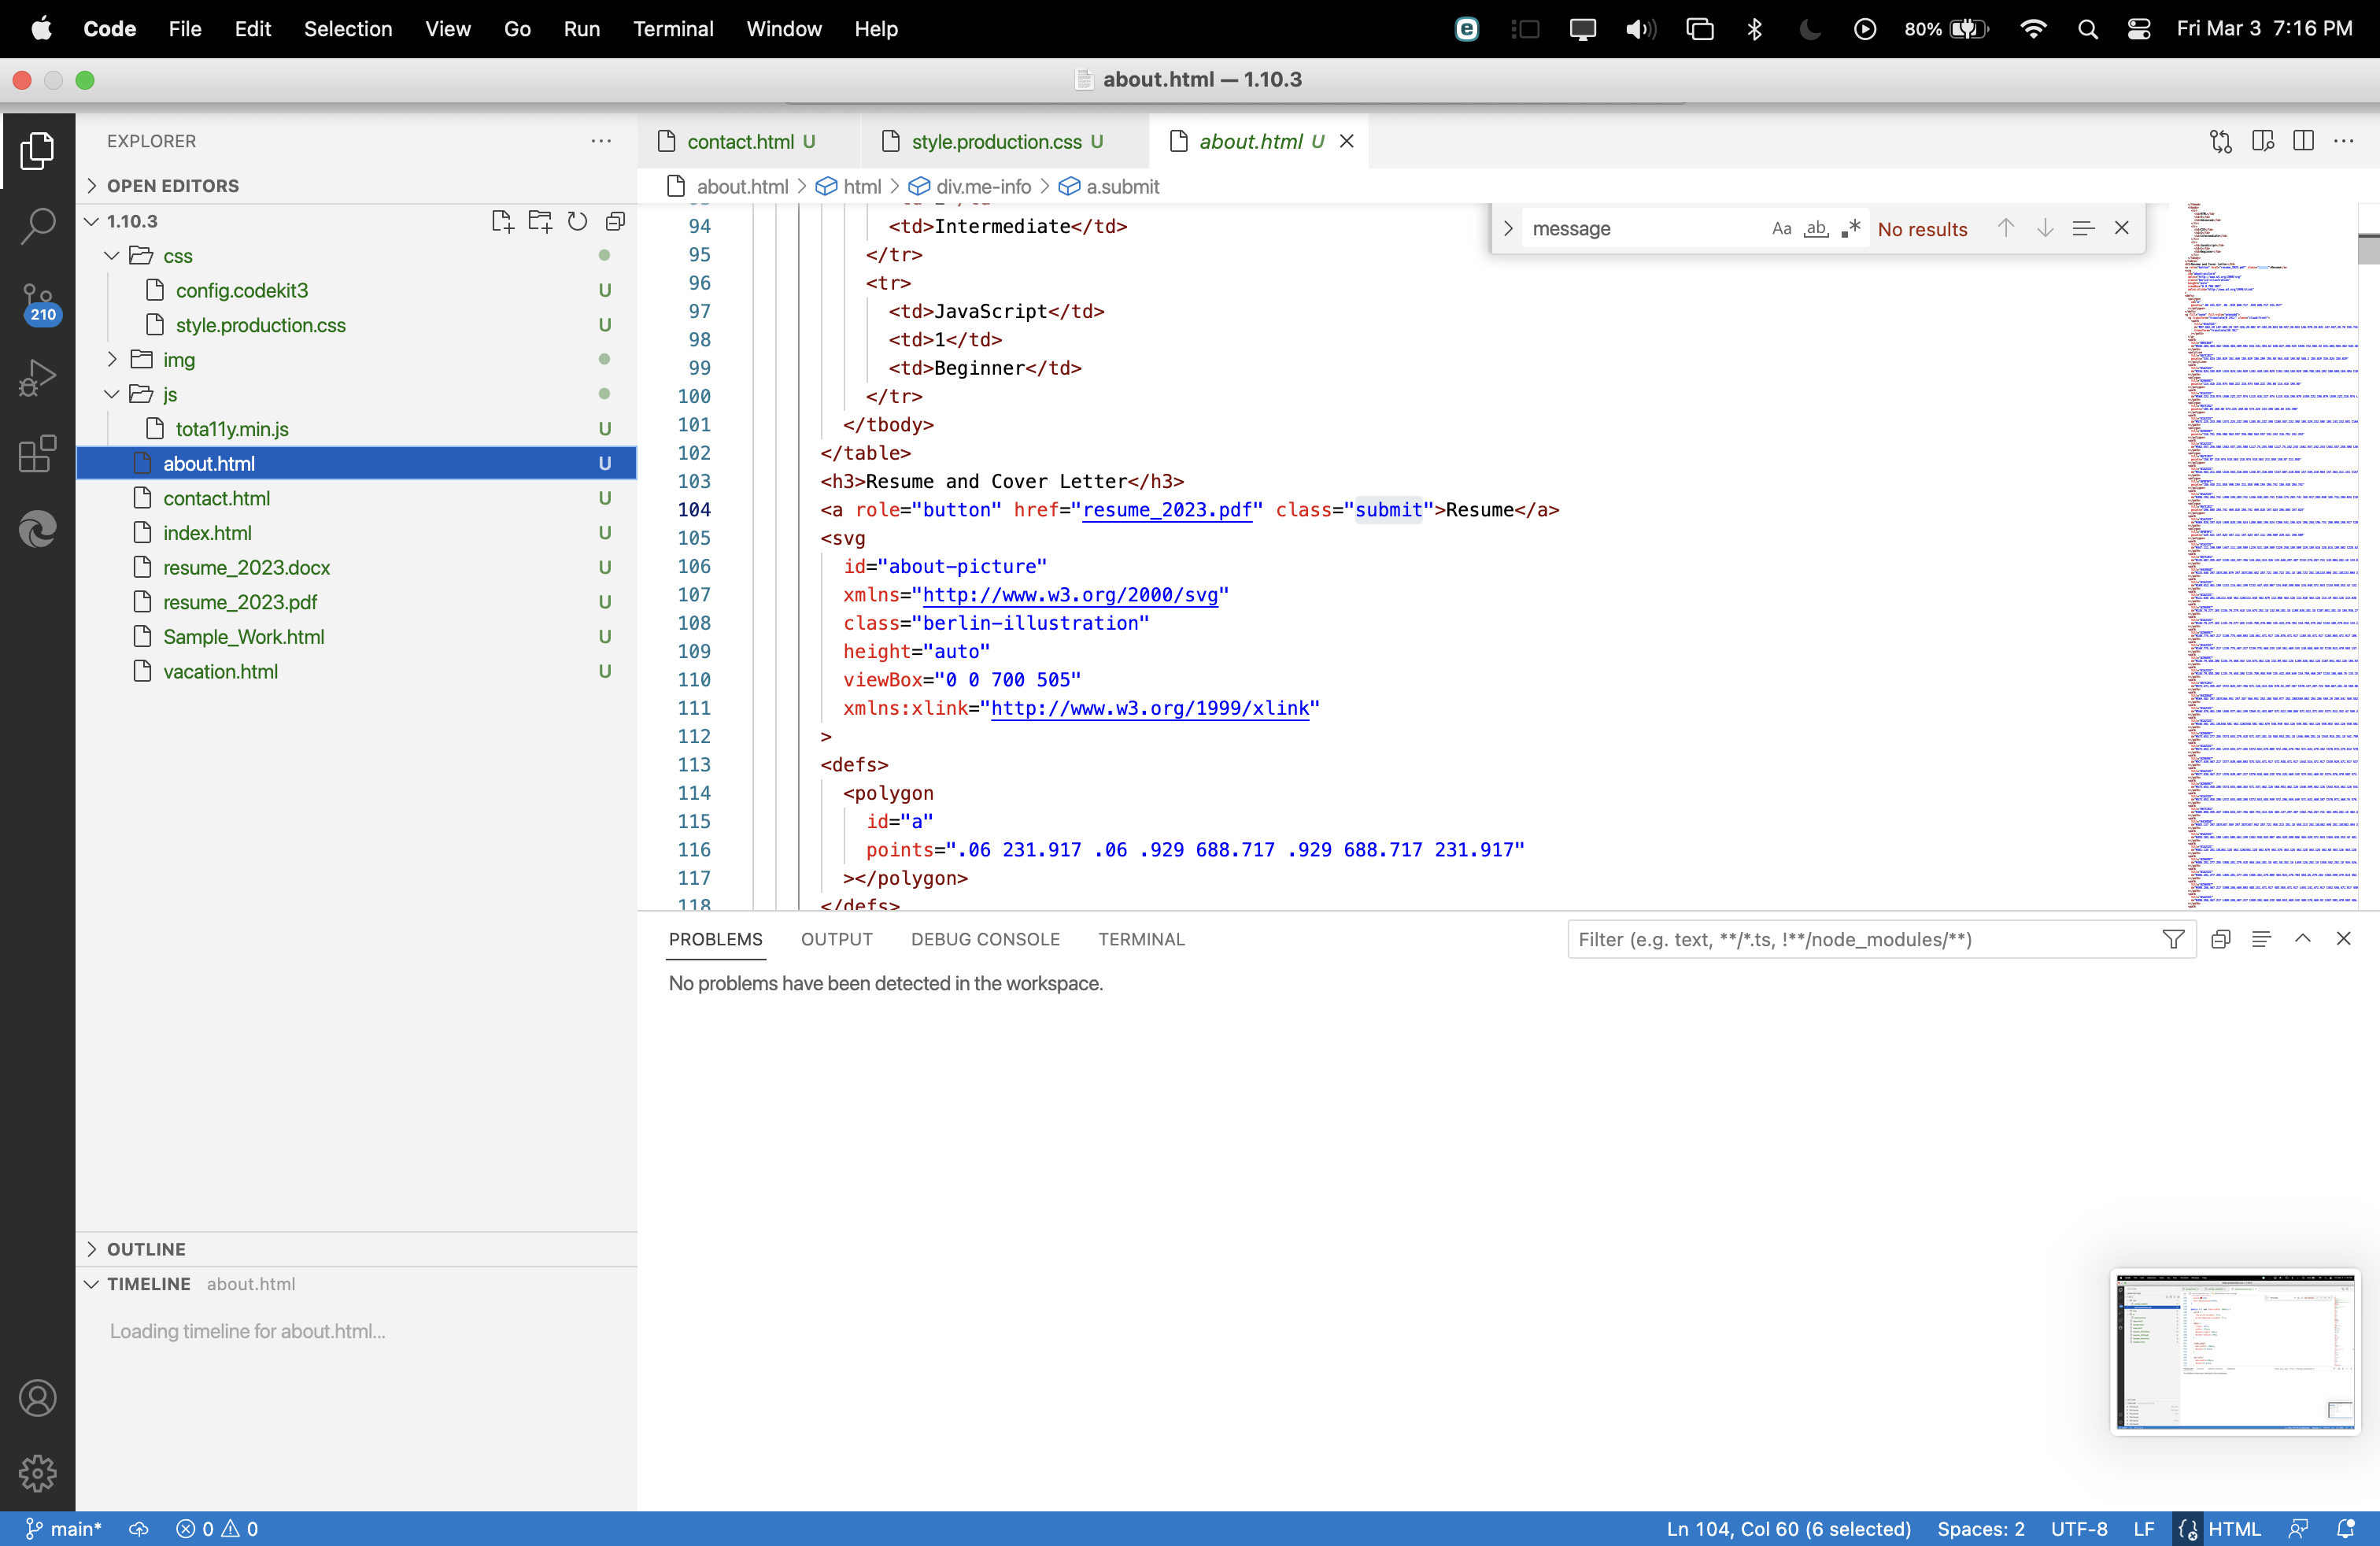 Code File Edit Selection View Go Run Terminal Window Help 80% Fri Mar 3 7:16 PM
about.html — 1.10.3
EXPLORER
contact.html U style.production.css U about.html U
OPEN EDITORS
about.html > html > div.me-info > a.submit
1.10.3
css
config.codekit3 U
style.production.css U
img
js
tota11y.min.js U
about.html U
contact.html U
index.html U
resume_2023.docx U
resume_2023.pdf U
Sample_Work.html U
vacation.html U
210
message Aa ab No results
94 <td>Intermediate</td>
95 </tr>
96 <tr>
97 <td>JavaScript</td>
98 <td>1</td>
99 <td>Beginner</td>
100 </tr>
101 </tbody>
102 </table>
103 <h3>Resume and Cover Letter</h3>
104 <a role="button" href="resume_2023.pdf" class="submit">Resume</a>
105 <svg
106 id="about-picture"
107 xmlns="http://www.w3.org/2000/svg"
108 class="berlin-illustration"
109 height="auto"
110 viewBox="0 0 700 505"
111 xmlns:xlink="http://www.w3.org/1999/xlink"
112 >
113 <defs>
114 <polygon
115 id="a"
116 points=".06 231.917 .06 .929 688.717 .929 688.717 231.917"
117 ></polygon>
118 </defs>
PROBLEMS OUTPUT DEBUG CONSOLE TERMINAL
Filter (e.g. text, **/*.ts, !**/node_modules/**)
No problems have been detected in the workspace.
OUTLINE
TIMELINE about.html
Loading timeline for about.html...
main* 0 0 Ln 104, Col 60 (6 selected) Spaces: 2 UTF-8 LF HTML